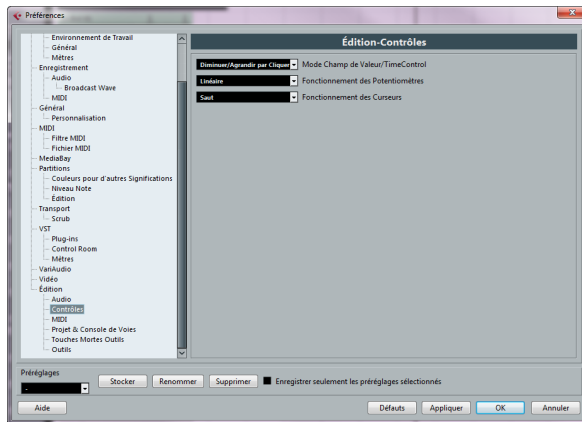 Préférences
Environnement de Travail
Général
Mètres
Enregistrement
Audio
Broadcast Wave
MIDI
Général
Personnalisation
MIDI
Filtre MIDI
Fichier MIDI
MediaBay
Partitions
Couleurs pour d'autres Significations
Niveau Note
Édition
Transport
Scrub
VST
Plug-ins
Control Room
Mètres
VariAudio
Vidéo
Édition
Audio
Contrôles
MIDI
Projet & Console de Voies
Touches Mortes Outils
Outils
Édition-Contrôles
Diminuer/Agrandir par Cliquer Mode Champ de Valeur/TimeControl
Linéaire Fonctionnement des Potentiomètres
Saut Fonctionnement des Curseurs
Préréglages
- Stocker Renommer Supprimer Enregistrer seulement les préréglages sélectionnés
Aide Défauts Appliquer OK Annuler